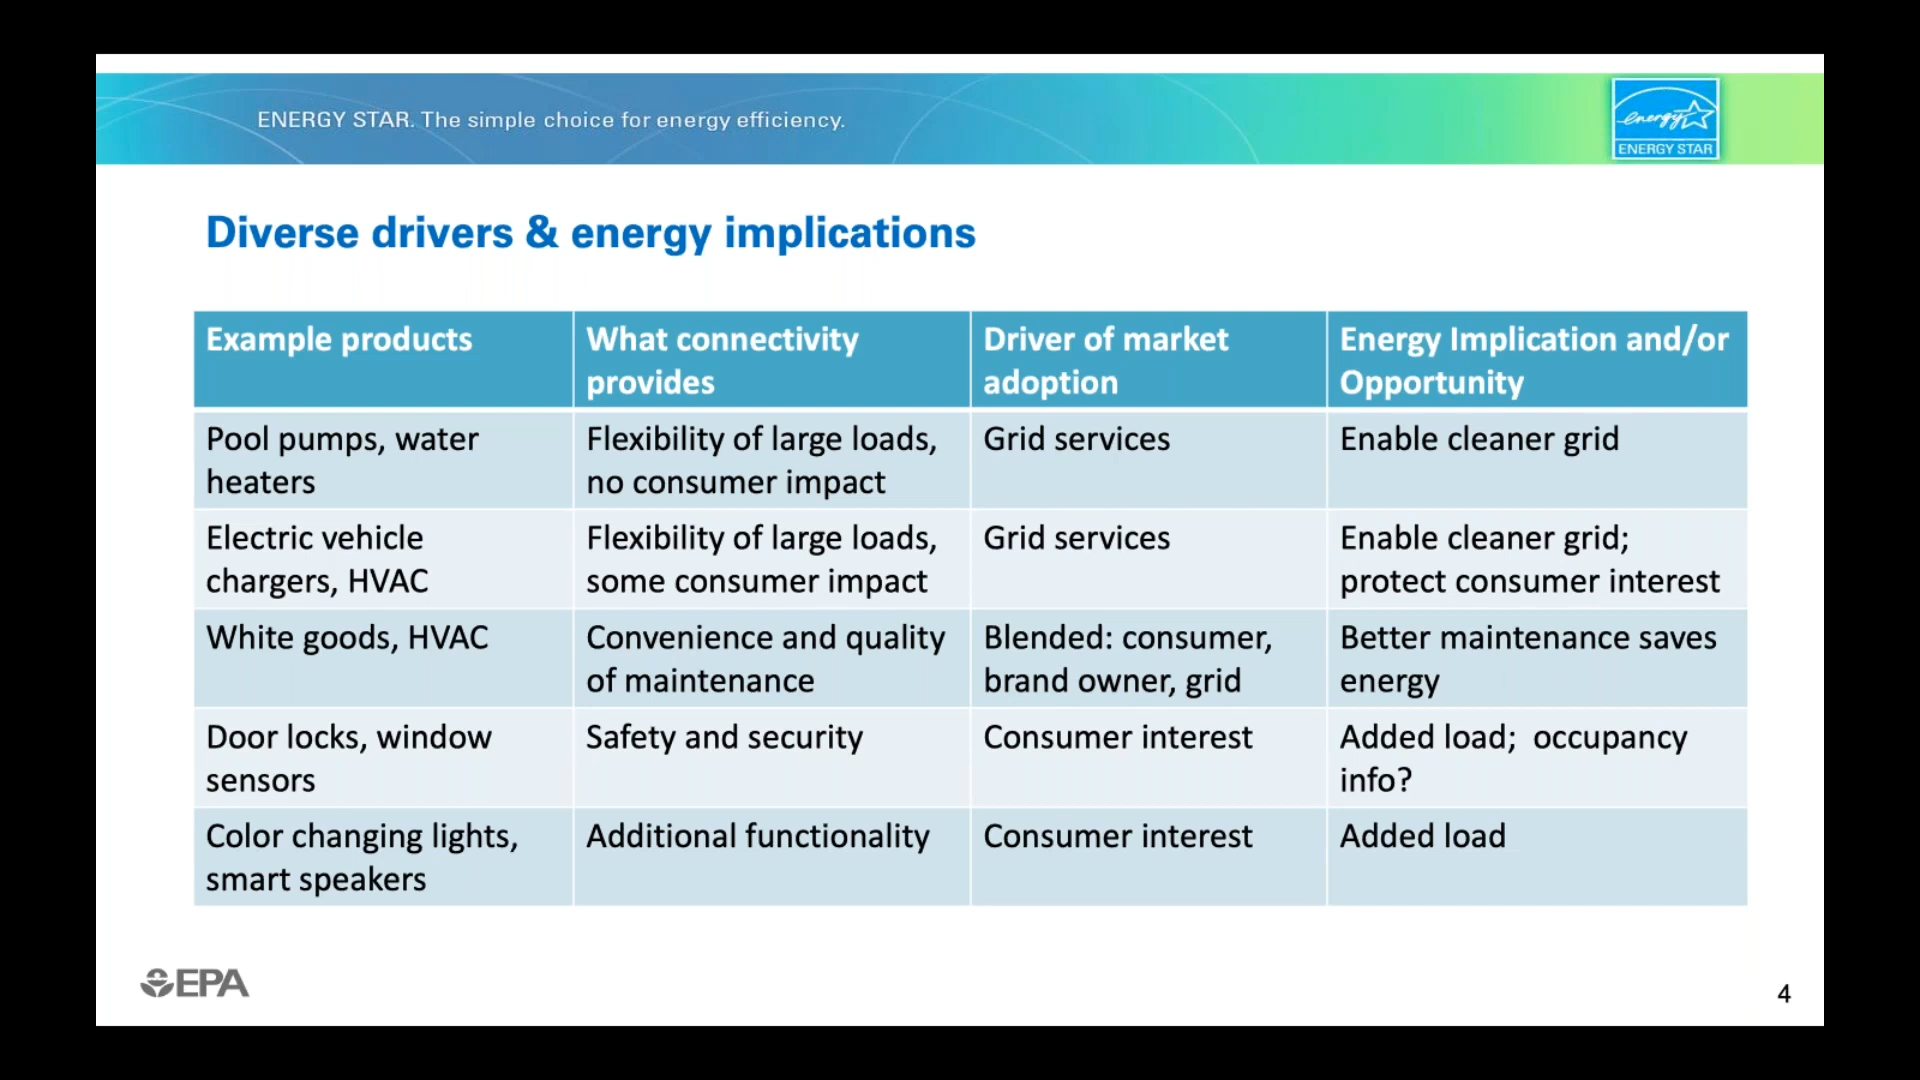 ENERGY STAR. The simple choice for energy efficiency.
energy
ENERGY STAR
Diverse drivers & energy implications
Example products
What connectivity
provides
Driver of market
adoption
Energy Implication and/or
Opportunity
Pool pumps, water
heaters
Flexibility of large loads,
no consumer impact
Grid services
Enable cleaner grid
Electric vehicle
chargers, HVAC
Flexibility of large loads,
some consumer impact
Grid services
Enable cleaner grid;
protect consumer interest
White goods, HVAC
Convenience and quality
of maintenance
Blended: consumer,
brand owner, grid
Better maintenance saves
energy
Door locks, window
sensors
Safety and security
Consumer interest
Added load;  occupancy
info?
Color changing lights,
smart speakers
Additional functionality
Consumer interest
Added load
EPA
4